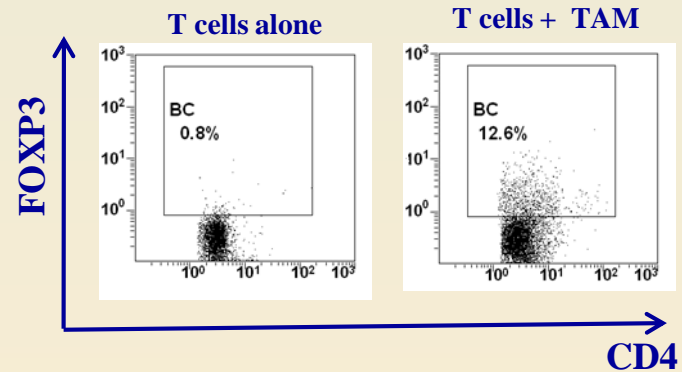 T cells alone
T cells + TAM
FOXP3
10³
10²
10¹
10⁰
BC
0.8%
10⁰ 10¹ 10² 10³
10³
10²
10¹
10⁰
BC
12.6%
10⁰ 10¹ 10² 10³
CD4